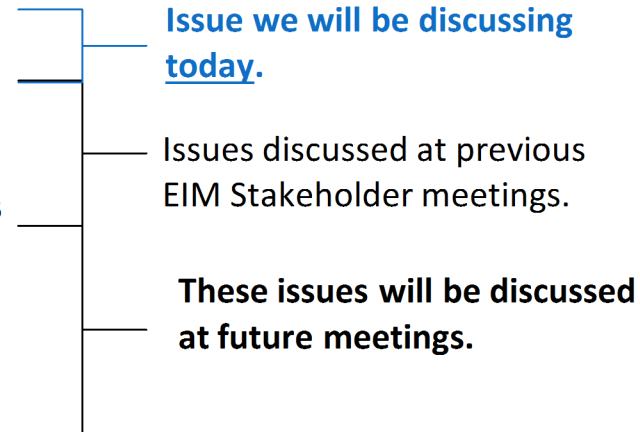 Issue we will be discussing
today.
Issues discussed at previous
EIM Stakeholder meetings.
These issues will be discussed
at future meetings.